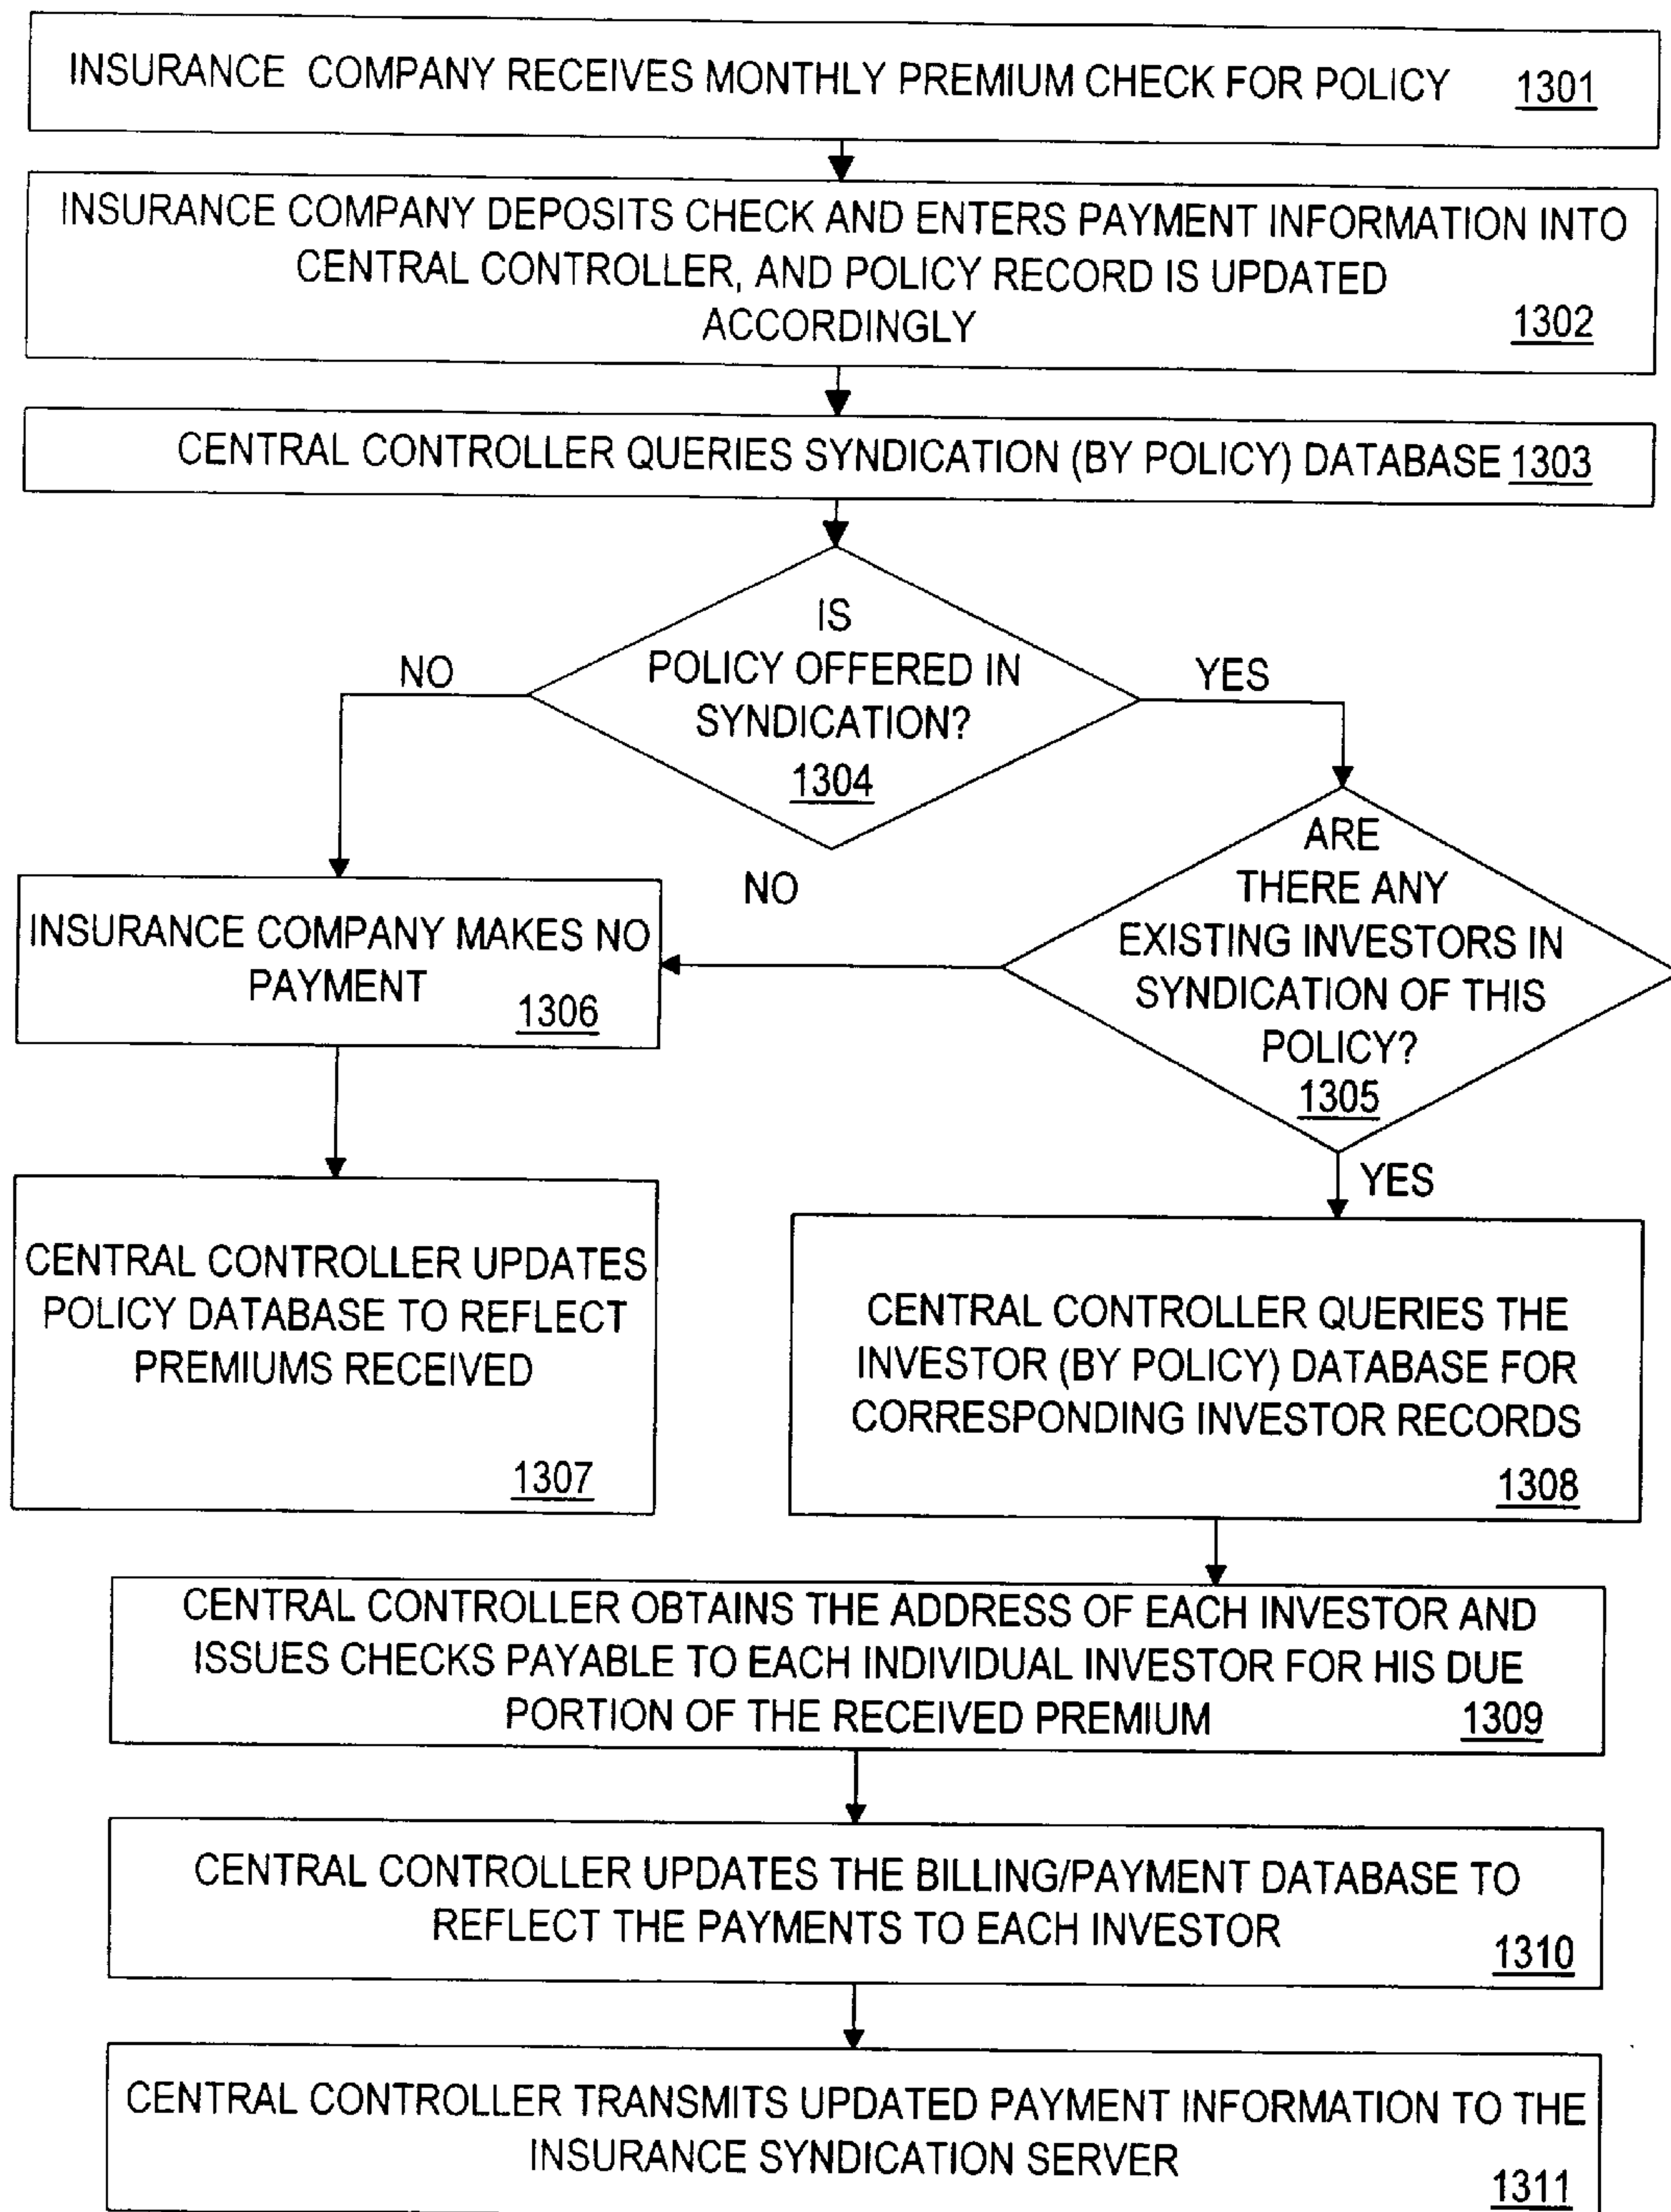 INSURANCE COMPANY RECEIVES MONTHLY PREMIUM CHECK FOR POLICY 1301
INSURANCE COMPANY DEPOSITS CHECK AND ENTERS PAYMENT INFORMATION INTO
CENTRAL CONTROLLER, AND POLICY RECORD IS UPDATED
ACCORDINGLY 1302
CENTRAL CONTROLLER QUERIES SYNDICATION (BY POLICY) DATABASE 1303
IS
POLICY OFFERED IN
SYNDICATION?
1304
NO
YES
ARE
THERE ANY
EXISTING INVESTORS IN
SYNDICATION OF THIS
POLICY?
1305
NO
YES
INSURANCE COMPANY MAKES NO
PAYMENT
1306
CENTRAL CONTROLLER UPDATES
POLICY DATABASE TO REFLECT
PREMIUMS RECEIVED
1307
CENTRAL CONTROLLER QUERIES THE
INVESTOR (BY POLICY) DATABASE FOR
CORRESPONDING INVESTOR RECORDS
1308
CENTRAL CONTROLLER OBTAINS THE ADDRESS OF EACH INVESTOR AND
ISSUES CHECKS PAYABLE TO EACH INDIVIDUAL INVESTOR FOR HIS DUE
PORTION OF THE RECEIVED PREMIUM 1309
CENTRAL CONTROLLER UPDATES THE BILLING/PAYMENT DATABASE TO
REFLECT THE PAYMENTS TO EACH INVESTOR
1310
CENTRAL CONTROLLER TRANSMITS UPDATED PAYMENT INFORMATION TO THE
INSURANCE SYNDICATION SERVER
1311